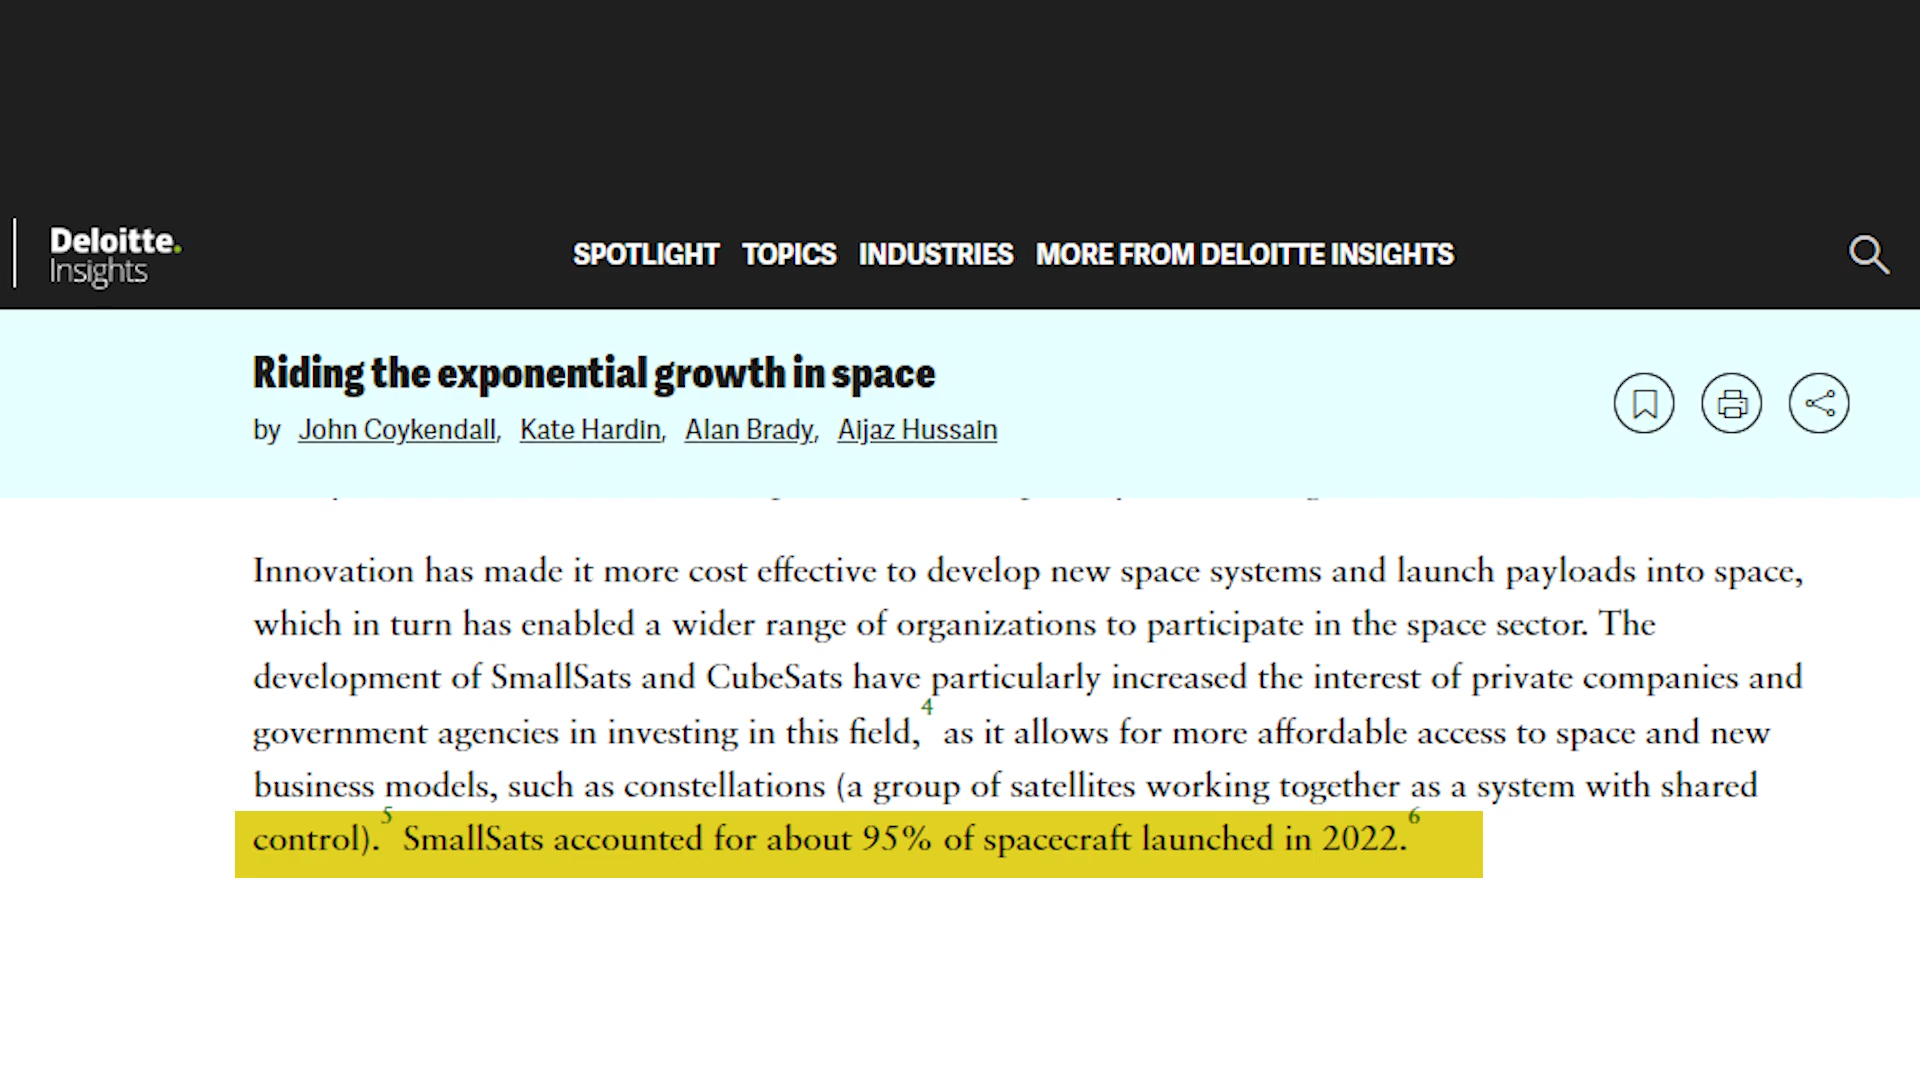 Deloitte.
Insights
SPOTLIGHT TOPICS INDUSTRIES MORE FROM DELOITTE INSIGHTS
Riding the exponential growth in space
by John Coykendall, Kate Hardin, Alan Brady, Aijaz Hussain
Innovation has made it more cost effective to develop new space systems and launch payloads into space,
which in turn has enabled a wider range of organizations to participate in the space sector. The
development of SmallSats and CubeSats have particularly increased the interest of private companies and
government agencies in investing in this field,4 as it allows for more affordable access to space and new
business models, such as constellations (a group of satellites working together as a system with shared
control).5 SmallSats accounted for about 95% of spacecraft launched in 2022.6